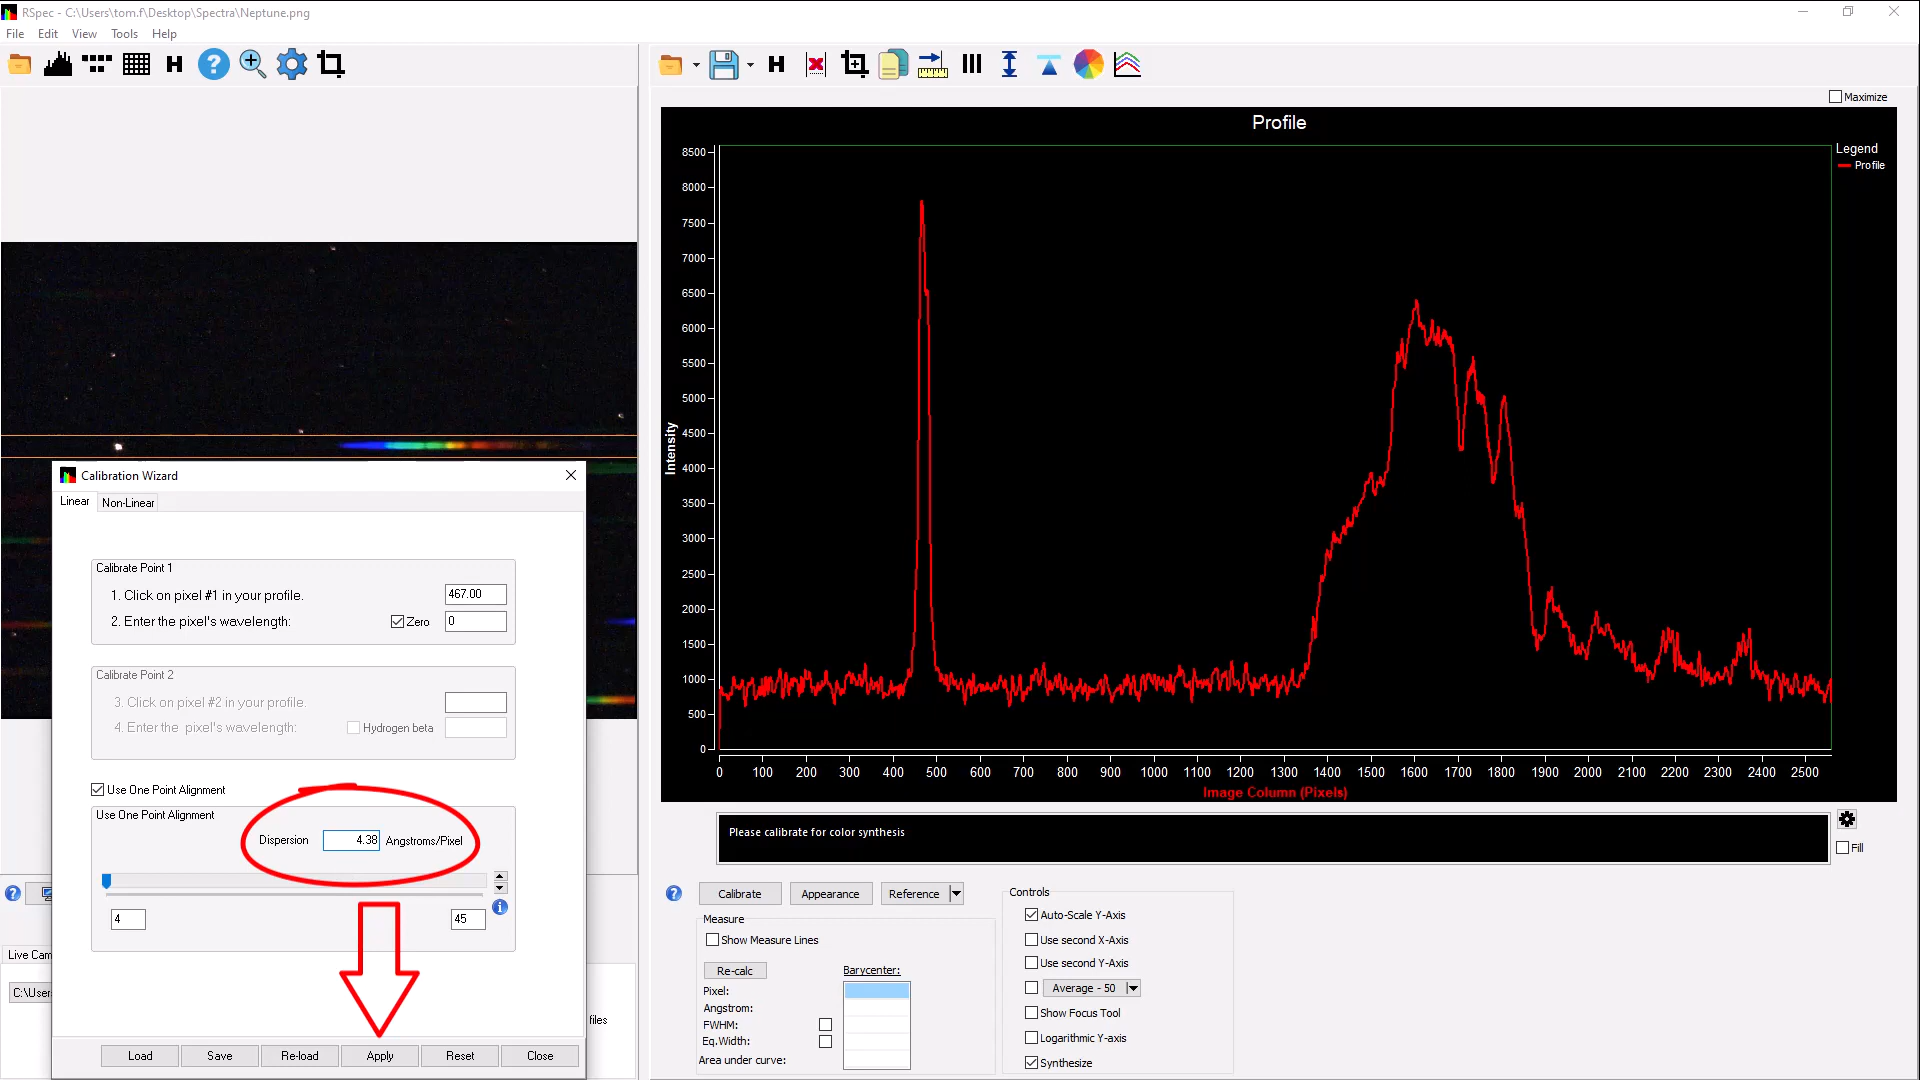 RSpec - C:\Users\tom.f\Desktop\Spectra\Neptune.png
File Edit View Tools Help
H ? H
Maximize
Profile
Legend
Profile
8500
8000
7500
7000
6500
6000
5500
5000
4500
4000
3500
3000
2500
2000
1500
1000
500
0
Intensity
0 100 200 300 400 500 600 700 800 900 1000 1100 1200 1300 1400 1500 1600 1700 1800 1900 2000 2100 2200 2300 2400 2500
Image Column (Pixels)
Please calibrate for color synthesis
Fill
Calibration Wizard
Linear Non-Linear
Calibrate Point 1
1. Click on pixel #1 in your profile. 467.00
2. Enter the pixel's wavelength: Zero 0
Calibrate Point 2
3. Click on pixel #2 in your profile.
4. Enter the pixel's wavelength: Hydrogen beta
Use One Point Alignment
Use One Point Alignment
Dispersion 4.38 Angstroms/Pixel
4 45
Load Save Re-load Apply Reset Close
Live Cam
C:\User
files
Calibrate Appearance Reference
Measure
Show Measure Lines
Re-calc Barycenter:
Pixel:
Angstrom:
FWHM:
Eq.Width:
Area under curve:
Controls
Auto-Scale Y-Axis
Use second X-Axis
Use second Y-Axis
Average - 50
Show Focus Tool
Logarithmic Y-axis
Synthesize